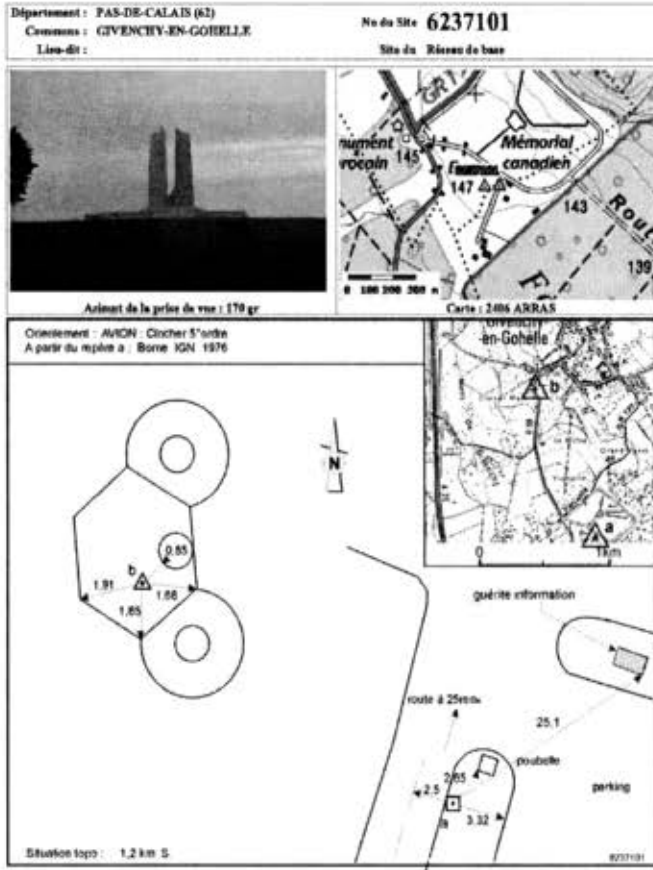 Département : PAS-DE-CALAIS (62)
Commune : GIVENCHY-EN-GOHELLE
Lieu-dit :
No du Site 6237101
Site du Réseau de base
GR
Mémorial
canadien
145
147
143
Rout
139
0 100 200 300 m
Azimut de la prise de vue : 170 gr
Carte : 2406 ARRAS
Orientement : AVION : Clocher 5°ordre
A partir du repère a : Borne IGN 1976
en-Gohelle
b
a
0 1km
N
0.85
b
1.91
1.68
1.65
guérite information
route à 25m
25.1
poubelle
2.65
2.5
parking
3.32
Situation topo : 1,2 km S
6237101